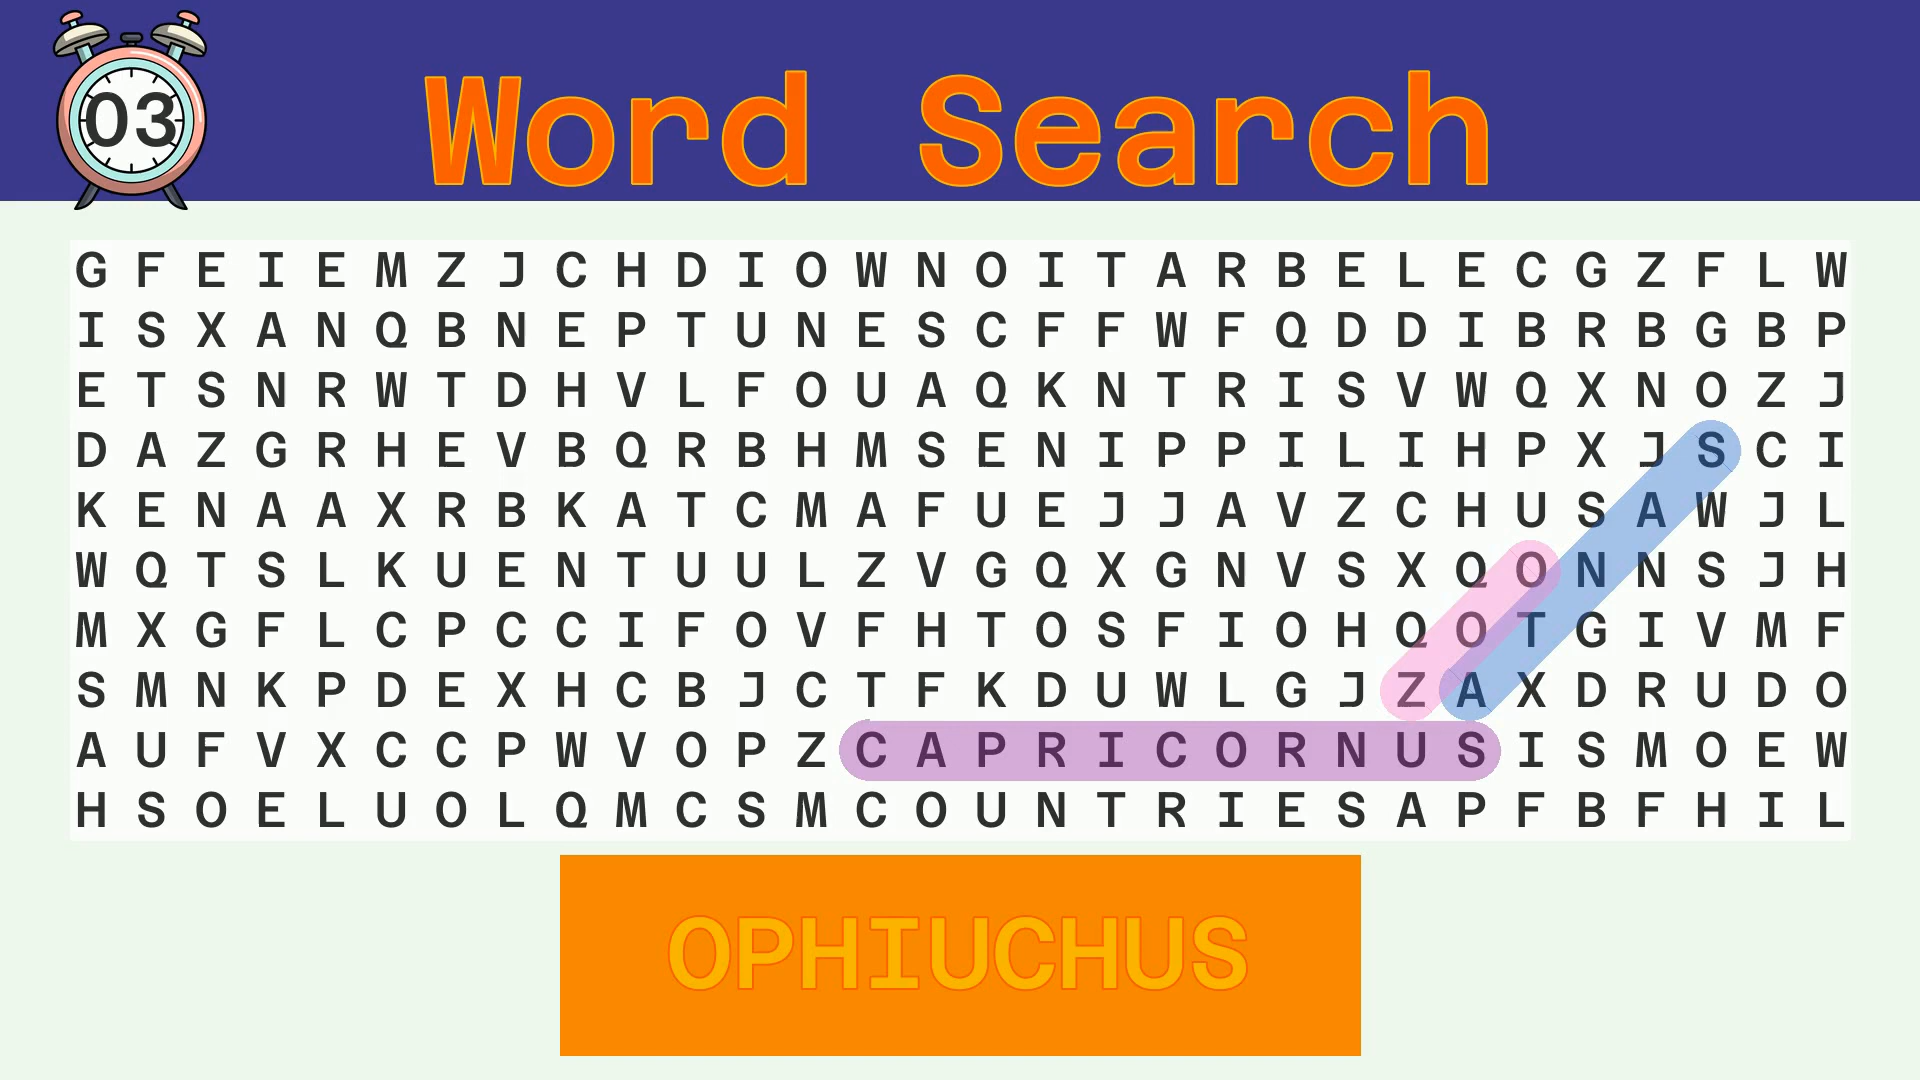 03
Word Search
G F E I E M Z J C H D I O W N O I T A R B E L E C G Z F L W
I S X A N Q B N E P T U N E S C F F W F Q D D I B R B G B P
E T S N R W T D H V L F O U A Q K N T R I S V W Q X N O Z J
D A Z G R H E V B Q R B H M S E N I P P I L I H P X J S C I
K E N A A X R B K A T C M A F U E J J A V Z C H U S A W J L
W Q T S L K U E N T U U L Z V G Q X G N V S X Q O N N S J H
M X G F L C P C C I F O V F H T O S F I O H Q O T G I V M F
S M N K P D E X H C B J C T F K D U W L G J Z A X D R U D O
A U F V X C C P W V O P Z C A P R I C O R N U S I S M O E W
H S O E L U O L Q M C S M C O U N T R I E S A P F B F H I L
OPHIUCHUS